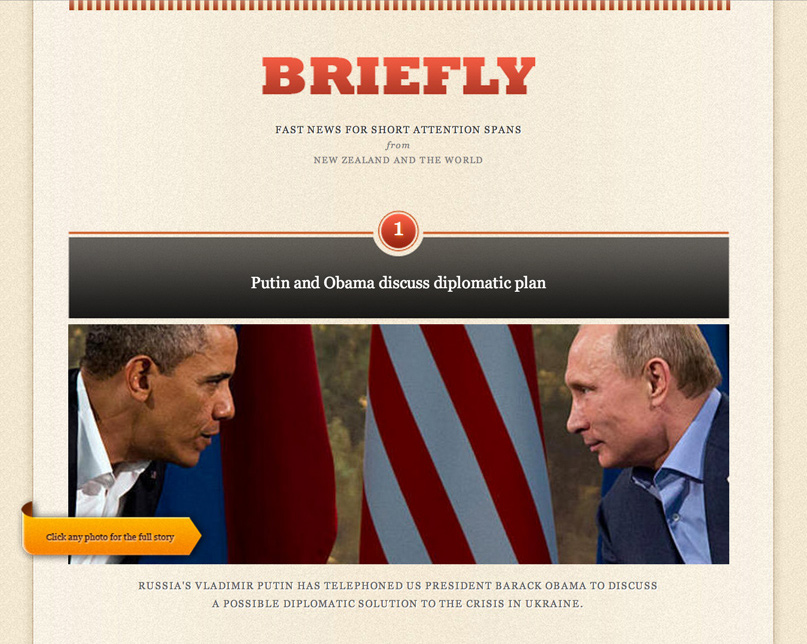 BRIEFLY
FAST NEWS FOR SHORT ATTENTION SPANS
from
NEW ZEALAND AND THE WORLD
1
Putin and Obama discuss diplomatic plan
Click any photo for the full story
RUSSIA'S VLADIMIR PUTIN HAS TELEPHONED US PRESIDENT BARACK OBAMA TO DISCUSS
A POSSIBLE DIPLOMATIC SOLUTION TO THE CRISIS IN UKRAINE.